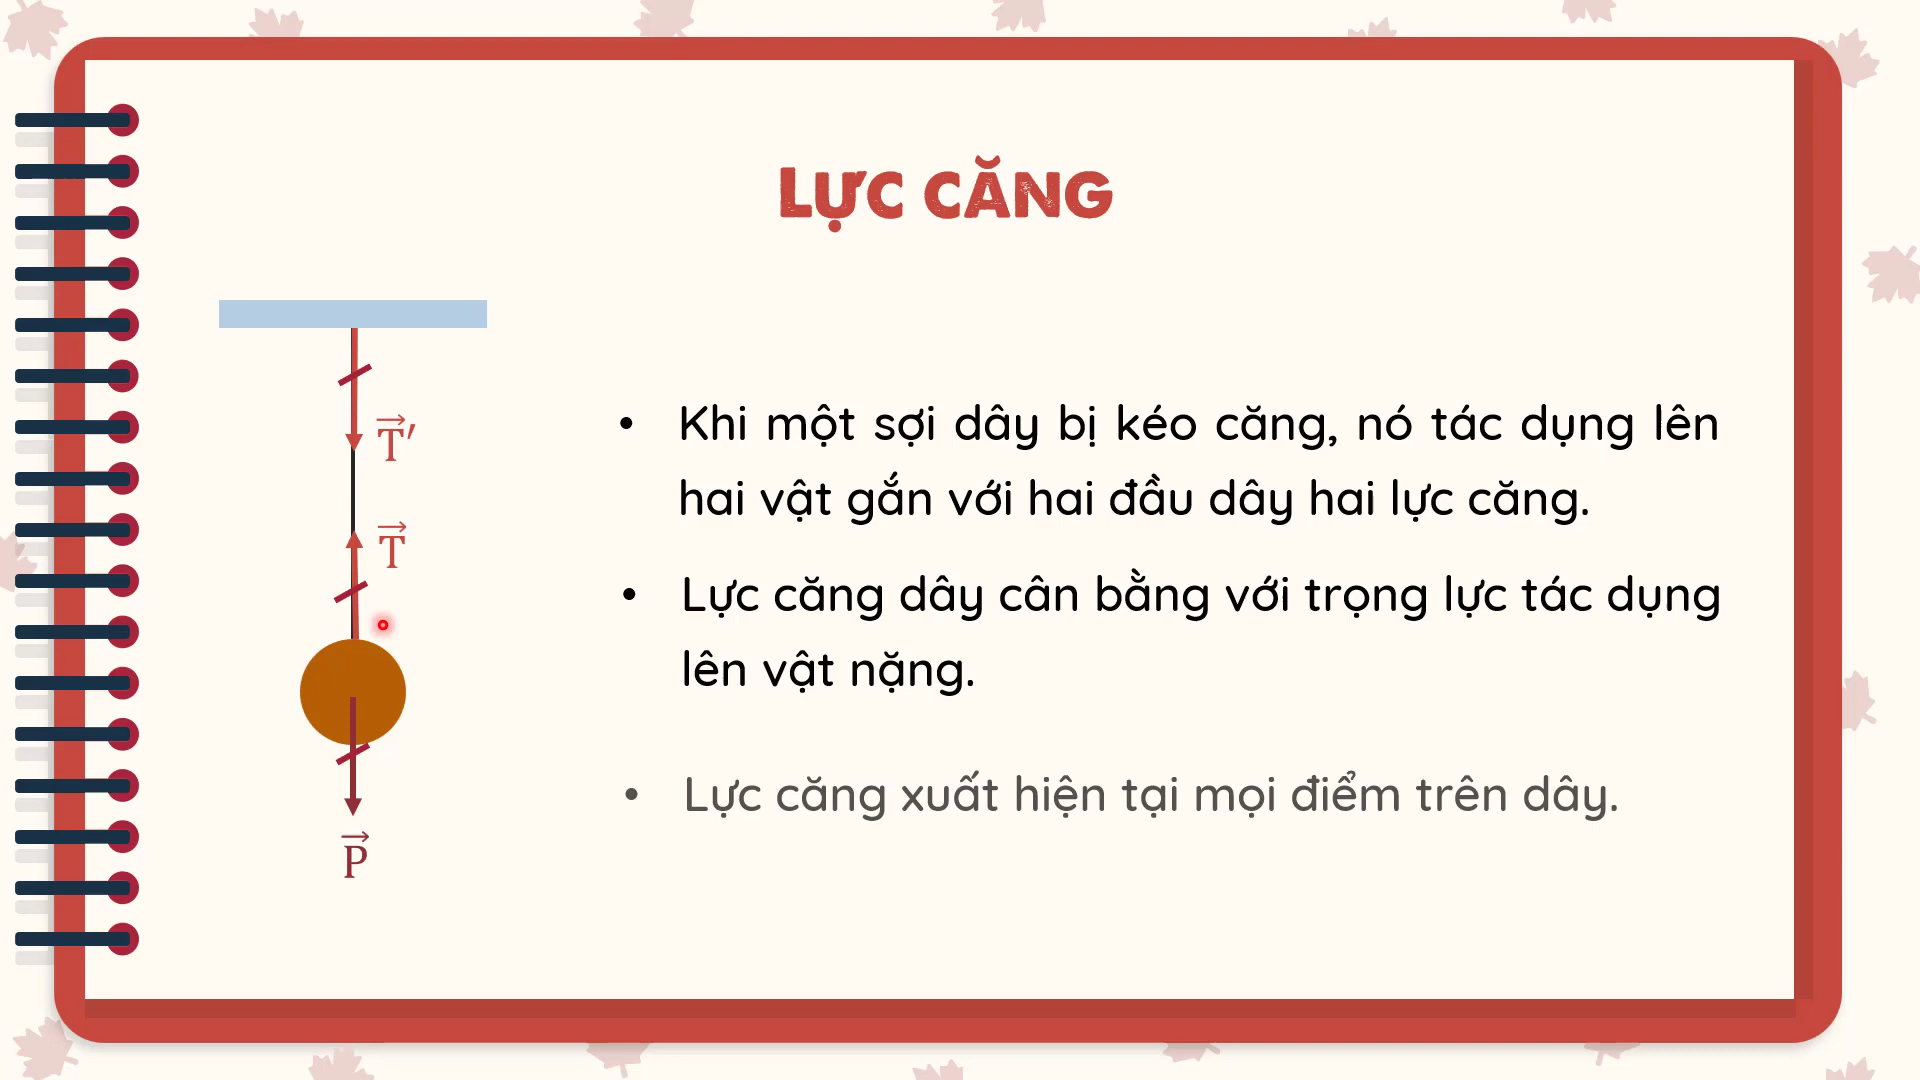 LỰC CĂNG
T⃗′
T⃗
P⃗
• Khi một sợi dây bị kéo căng, nó tác dụng lên
hai vật gắn với hai đầu dây hai lực căng.
• Lực căng dây cân bằng với trọng lực tác dụng
lên vật nặng.
• Lực căng xuất hiện tại mọi điểm trên dây.